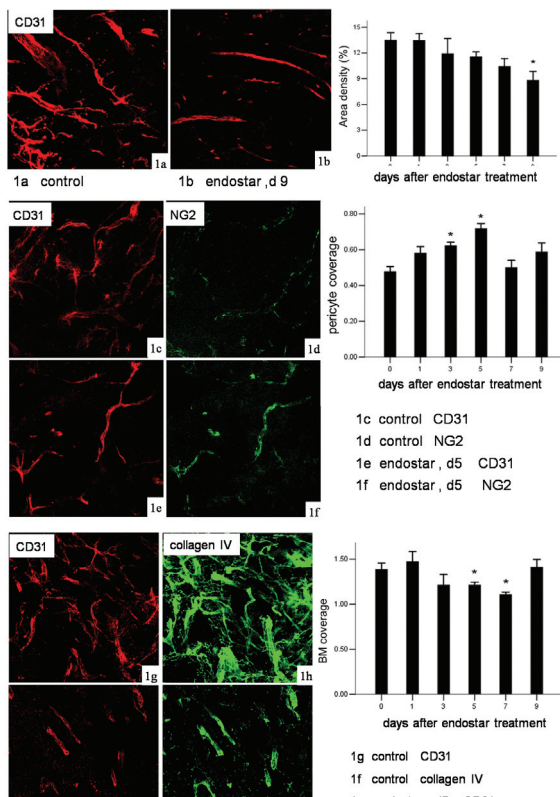 CD31
1a
1b
Area density (%)
15
12
9
6
3
0
*
days after endostar treatment
1a control
1b endostar ,d 9
CD31
NG2
1c
1d
1e
1f
pericyte coverage
0.80
0.60
0.40
0.20
0.00
*
*
0 1 3 5 7 9
days after endostar treatment
1c control CD31
1d control NG2
1e endostar , d5 CD31
1f endostar , d5 NG2
CD31
collagen IV
1g
1h
BM coverage
1.50
1.00
0.50
0.00
*
*
0 1 3 5 7 9
days after endostar treatment
1g control CD31
1f control collagen IV